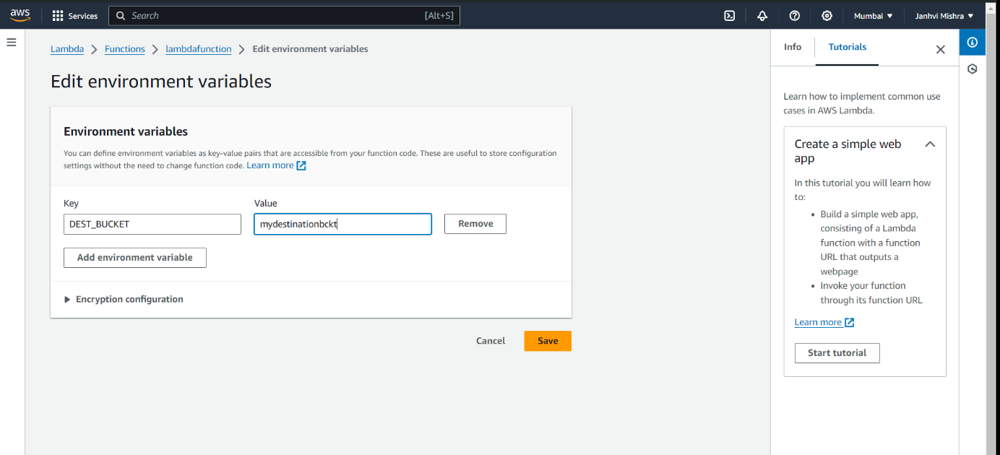 aws Services Search [Alt+S] Mumbai Janhvi Mishra
Lambda Functions lambdafunction Edit environment variables
Edit environment variables
Environment variables
You can define environment variables as key-value pairs that are accessible from your function code. These are useful to store configuration
settings without the need to change function code. Learn more
Key Value
DEST_BUCKET mydestinationbckt Remove
Add environment variable
Encryption configuration
Cancel Save
Info Tutorials
Learn how to implement common use
cases in AWS Lambda.
Create a simple web
app
In this tutorial you will learn how
to:
• Build a simple web app,
consisting of a Lambda
function with a function
URL that outputs a
webpage
• Invoke your function
through its function URL
Learn more
Start tutorial